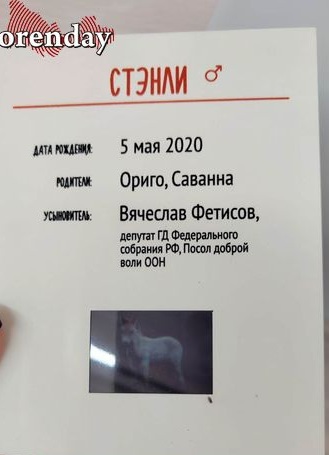 orenday
СТЭНЛИ ♂
ДАТА РОЖДЕНИЯ: 5 мая 2020
РОДИТЕЛИ: Ориго, Саванна
УСЫНОВИТЕЛЬ: Вячеслав Фетисов,
депутат ГД Федерального
собрания РФ, Посол доброй
воли ООН